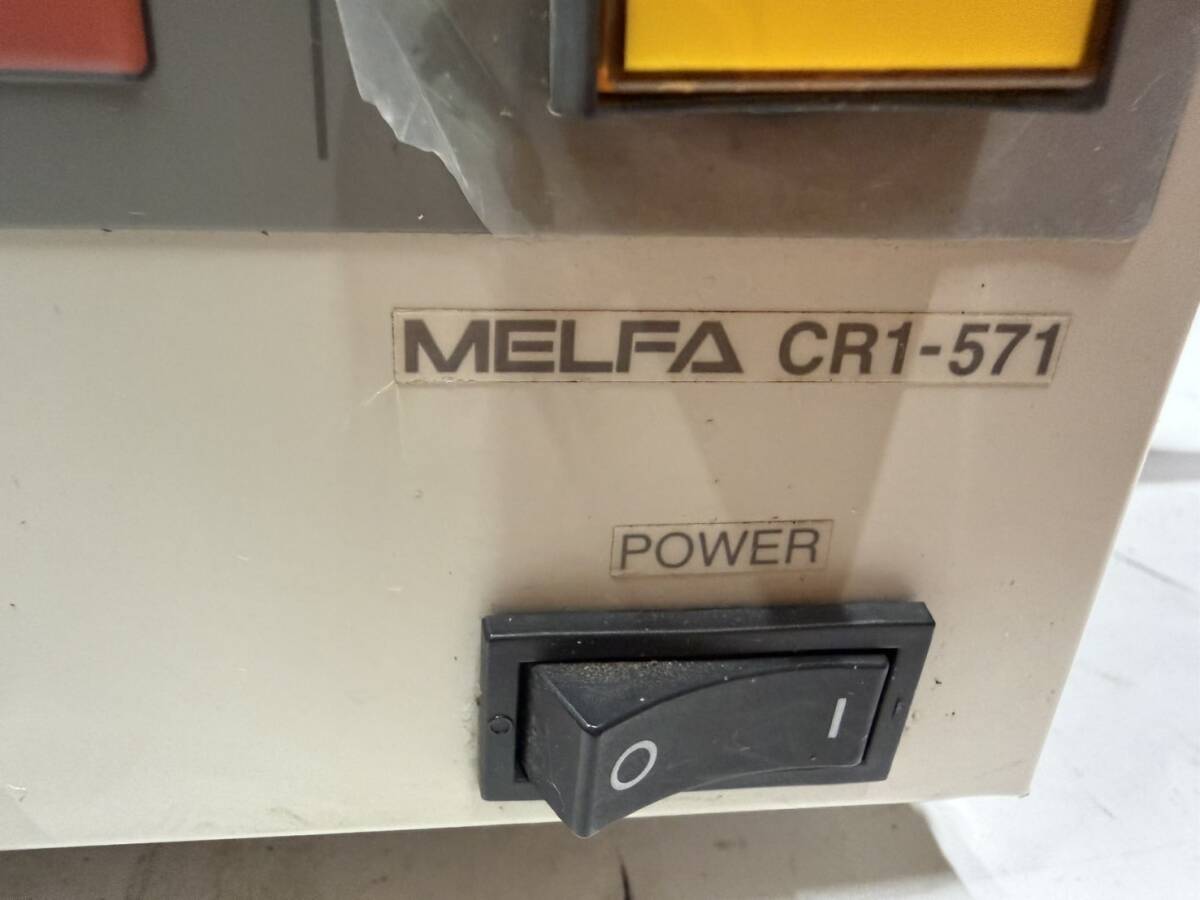 MELFA CR1-571
POWER
O I